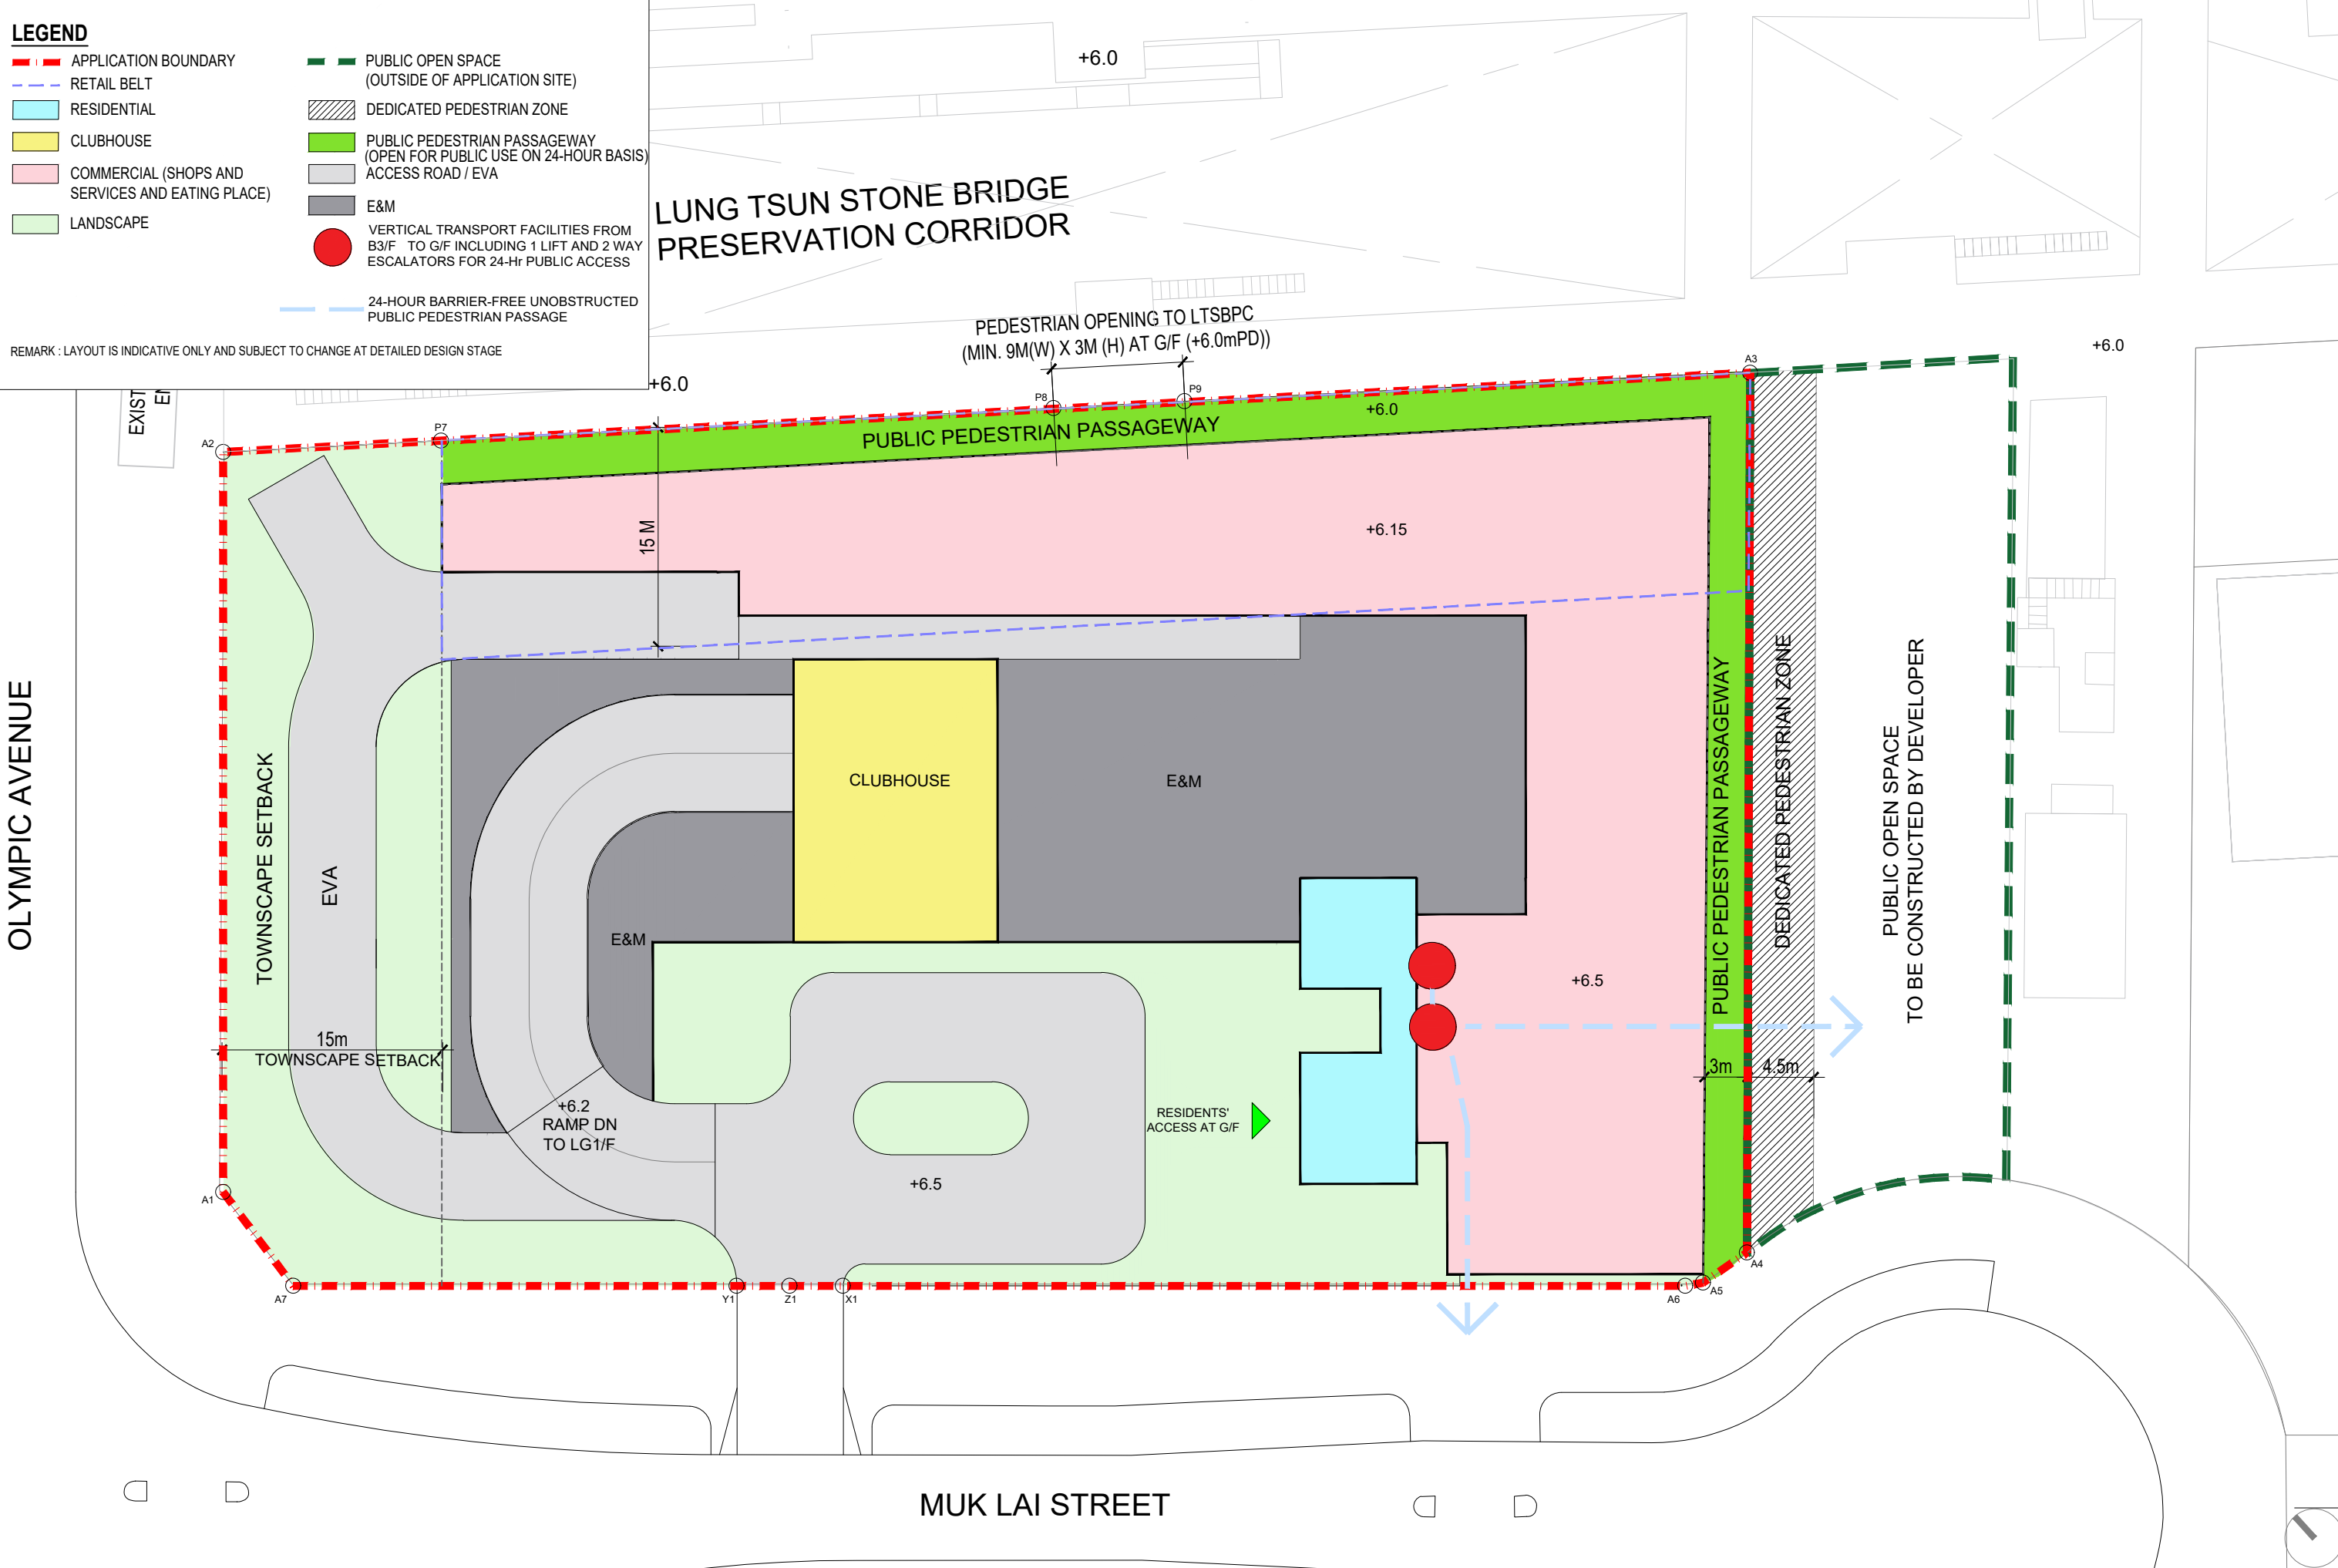 LEGEND
APPLICATION BOUNDARY
RETAIL BELT
RESIDENTIAL
CLUBHOUSE
COMMERCIAL (SHOPS AND
SERVICES AND EATING PLACE)
LANDSCAPE
PUBLIC OPEN SPACE
(OUTSIDE OF APPLICATION SITE)
DEDICATED PEDESTRIAN ZONE
PUBLIC PEDESTRIAN PASSAGEWAY
(OPEN FOR PUBLIC USE ON 24-HOUR BASIS)
ACCESS ROAD / EVA
E&M
VERTICAL TRANSPORT FACILITIES FROM
B3/F TO G/F INCLUDING 1 LIFT AND 2 WAY
ESCALATORS FOR 24-Hr PUBLIC ACCESS
24-HOUR BARRIER-FREE UNOBSTRUCTED
PUBLIC PEDESTRIAN PASSAGE
REMARK : LAYOUT IS INDICATIVE ONLY AND SUBJECT TO CHANGE AT DETAILED DESIGN STAGE
+6.0
LUNG TSUN STONE BRIDGE
PRESERVATION CORRIDOR
PEDESTRIAN OPENING TO LTSBPC
(MIN. 9M(W) X 3M (H) AT G/F (+6.0mPD))
+6.0
+6.0
EXIST
A2
P7
P8
P9
A3
+6.0
PUBLIC PEDESTRIAN PASSAGEWAY
15 M
+6.15
OLYMPIC AVENUE
TOWNSCAPE SETBACK
EVA
CLUBHOUSE
E&M
E&M
+6.5
PUBLIC PEDESTRIAN PASSAGEWAY
DEDICATED PEDESTRIAN ZONE
PUBLIC OPEN SPACE
TO BE CONSTRUCTED BY DEVELOPER
15m
TOWNSCAPE SETBACK
3m
4.5m
+6.2
RAMP DN
TO LG1/F
RESIDENTS'
ACCESS AT G/F
+6.5
A1
A7
Y1
Z1
X1
A6
A5
A4
MUK LAI STREET